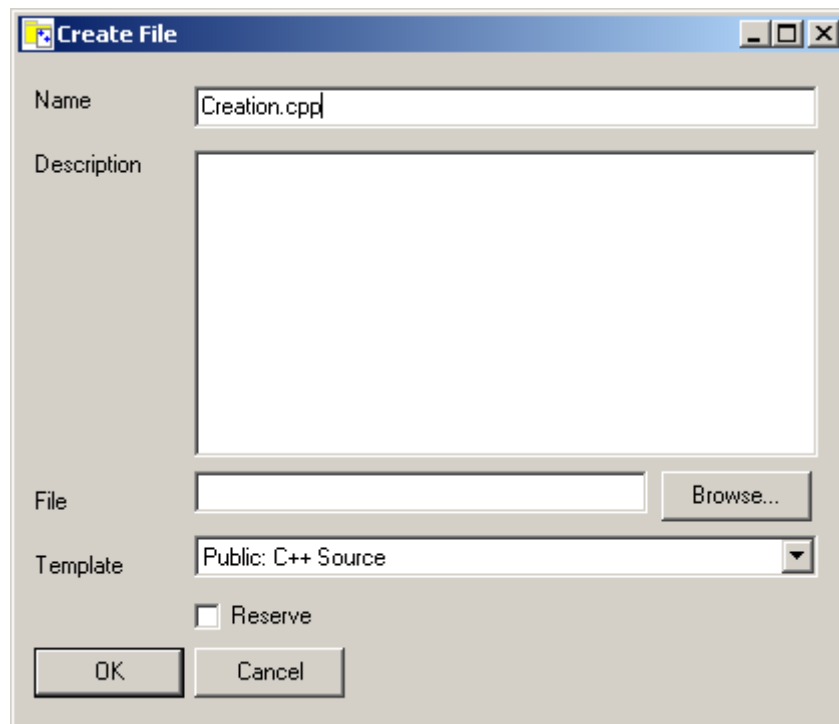 Create File
Name
Creation.cpp
Description
File
Browse...
Template
Public: C++ Source
Reserve
OK
Cancel